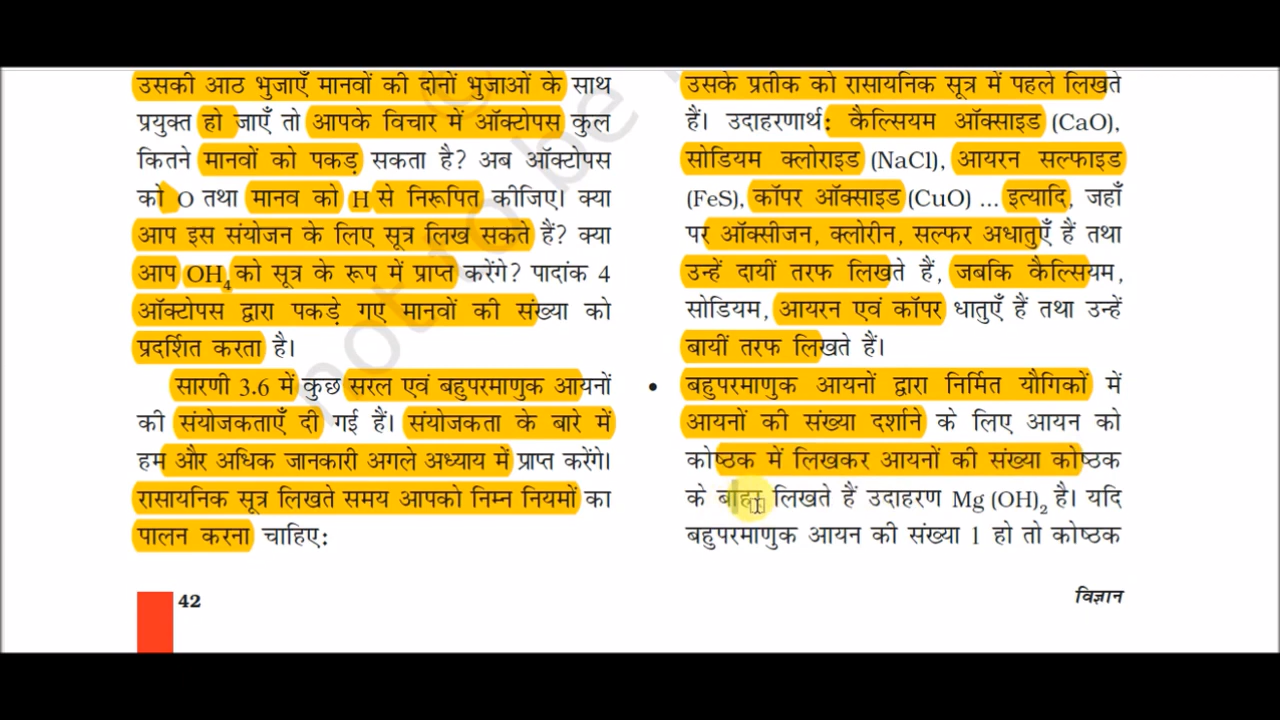 उसकी आठ भुजाएँ मानवों की दोनों भुजाओं के साथ
प्रयुक्त हो जाएँ तो आपके विचार में ऑक्टोपस कुल
कितने मानवों को पकड़ सकता है? अब ऑक्टोपस
को O तथा मानव को H से निरूपित कीजिए। क्या
आप इस संयोजन के लिए सूत्र लिख सकते हैं? क्या
आप OH₄ को सूत्र के रूप में प्राप्त करेंगे? पादांक 4
ऑक्टोपस द्वारा पकड़े गए मानवों की संख्या को
प्रदर्शित करता है।
सारणी 3.6 में कुछ सरल एवं बहुपरमाणुक आयनों
की संयोजकताएँ दी गई हैं। संयोजकता के बारे में
हम और अधिक जानकारी अगले अध्याय में प्राप्त करेंगे।
रासायनिक सूत्र लिखते समय आपको निम्न नियमों का
पालन करना चाहिए:
उसके प्रतीक को रासायनिक सूत्र में पहले लिखते
हैं। उदाहरणार्थ: कैल्सियम ऑक्साइड (CaO),
सोडियम क्लोराइड (NaCl), आयरन सल्फाइड
(FeS), कॉपर ऑक्साइड (CuO) ... इत्यादि, जहाँ
पर ऑक्सीजन, क्लोरीन, सल्फर अधातुएँ हैं तथा
उन्हें दायीं तरफ लिखते हैं, जबकि कैल्सियम,
सोडियम, आयरन एवं कॉपर धातुएँ हैं तथा उन्हें
बायीं तरफ लिखते हैं।
• बहुपरमाणुक आयनों द्वारा निर्मित यौगिकों में
आयनों की संख्या दर्शाने के लिए आयन को
कोष्ठक में लिखकर आयनों की संख्या कोष्ठक
के बाहर लिखते हैं उदाहरण Mg (OH)₂ है। यदि
बहुपरमाणुक आयन की संख्या 1 हो तो कोष्ठक
42
विज्ञान
not to be